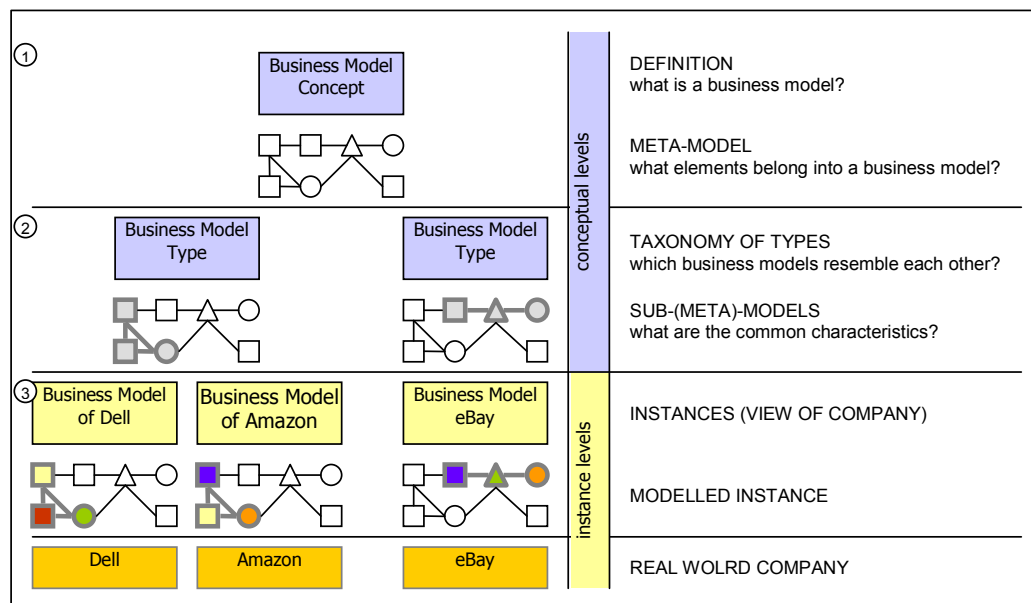 1
Business Model
Concept
DEFINITION
what is a business model?
META-MODEL
what elements belong into a business model?
conceptual levels
2
Business Model
Type
Business Model
Type
TAXONOMY OF TYPES
which business models resemble each other?
SUB-(META)-MODELS
what are the common characteristics?
3
Business Model
of Dell
Business Model
of Amazon
Business Model
eBay
INSTANCES (VIEW OF COMPANY)
MODELLED INSTANCE
instance levels
Dell
Amazon
eBay
REAL WOLRD COMPANY